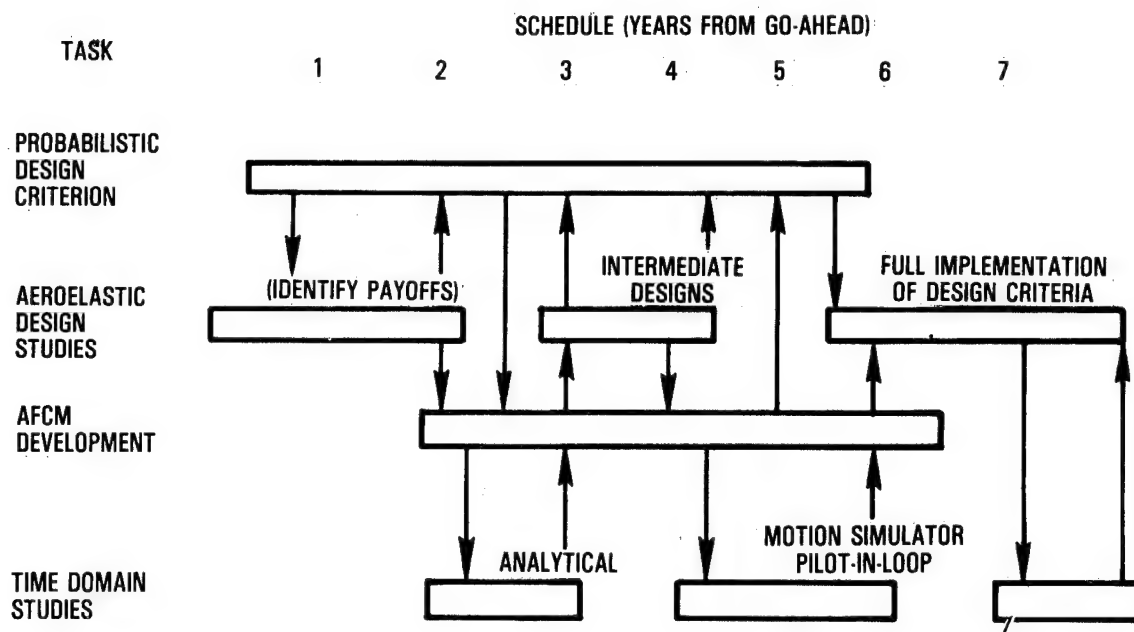 SCHEDULE (YEARS FROM GO-AHEAD)
TASK
1 2 3 4 5 6 7
PROBABILISTIC
DESIGN
CRITERION
(IDENTIFY PAYOFFS)
INTERMEDIATE
DESIGNS
FULL IMPLEMENTATION
OF DESIGN CRITERIA
AEROELASTIC
DESIGN
STUDIES
AFCM
DEVELOPMENT
ANALYTICAL
MOTION SIMULATOR
PILOT-IN-LOOP
TIME DOMAIN
STUDIES